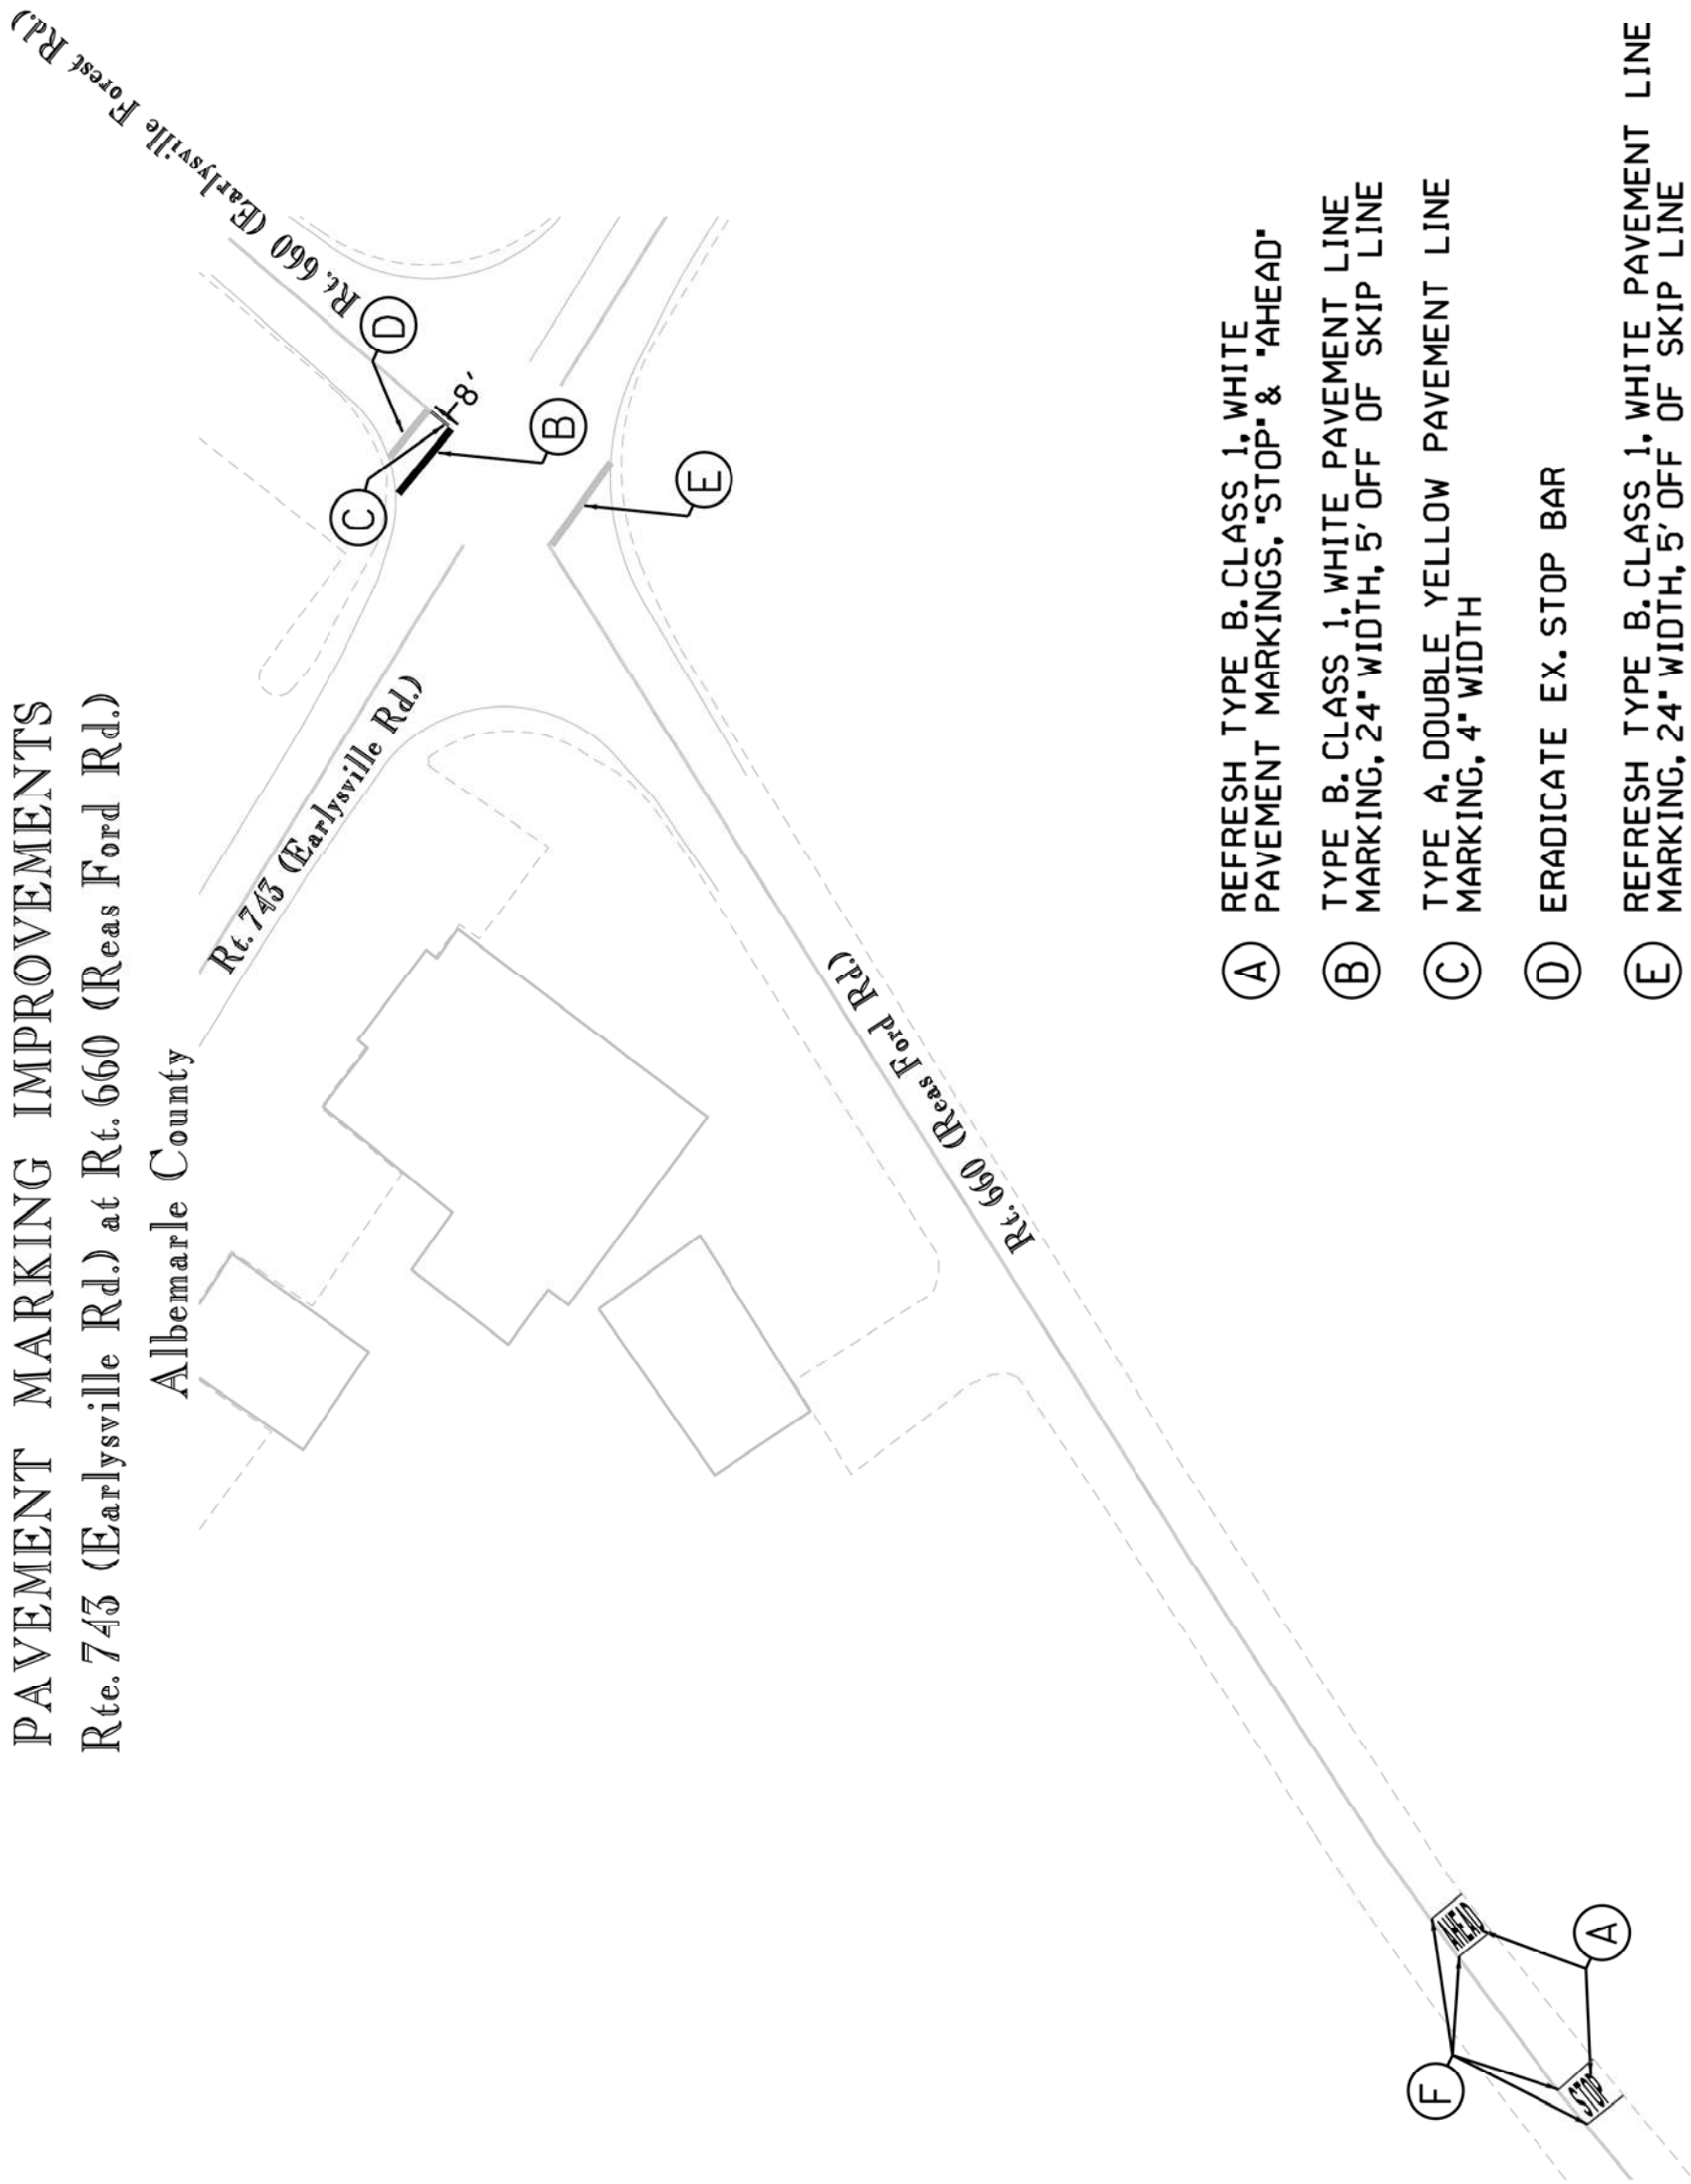 PAVEMENT MARKING IMPROVEMENTS
Rte. 743 (Earlysville Rd.) at Rt. 660 (Reas Ford Rd.)
Albemarle County
Rt. 660 (Earlysville Forest Rd.)
D
C
8'
B
E
Rt. 743 (Earlysville Rd.)
Rt. 660 (Reas Ford Rd.)
F
AHEAD
STOP
A
A REFRESH TYPE B, CLASS 1, WHITE
PAVEMENT MARKINGS, "STOP" & "AHEAD"
B TYPE B, CLASS 1, WHITE PAVEMENT LINE
MARKING, 24" WIDTH, 5' OFF OF SKIP LINE
C TYPE A, DOUBLE YELLOW PAVEMENT LINE
MARKING, 4" WIDTH
D ERADICATE EX. STOP BAR
E REFRESH TYPE B, CLASS 1, WHITE PAVEMENT LINE
MARKING, 24" WIDTH, 5' OFF OF SKIP LINE